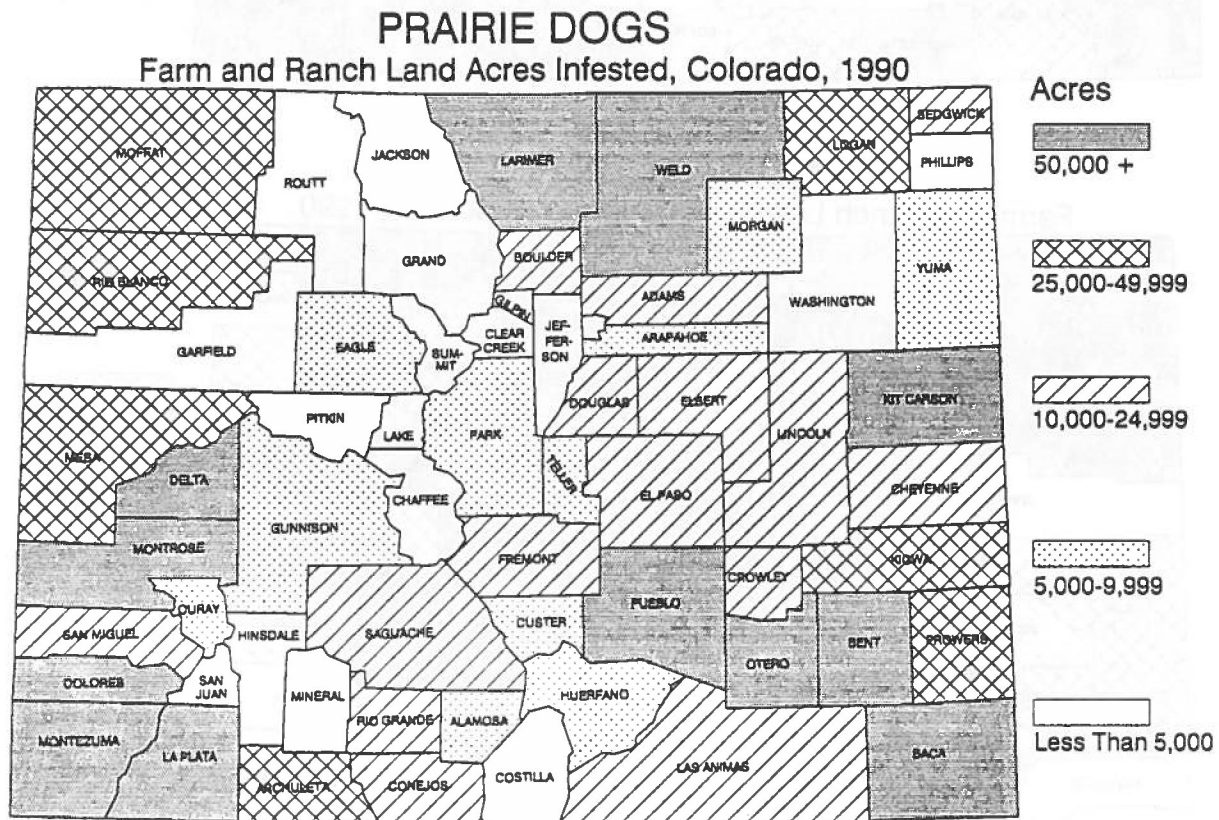 PRAIRIE DOGS
Farm and Ranch Land Acres Infested, Colorado, 1990
Acres
50,000 +
25,000-49,999
10,000-24,999
5,000-9,999
Less Than 5,000
MOFFAT
ROUTT
JACKSON
LARIMER
WELD
LOGAN
SEDGWICK
PHILLIPS
MORGAN
YUMA
WASHINGTON
RIO BLANCO
GRAND
BOULDER
GILPIN
CLEAR
CREEK
JEF-
FER-
SON
ADAMS
ARAPAHOE
GARFIELD
EAGLE
SUM-
MIT
PITKIN
LAKE
PARK
DOUGLAS
ELBERT
LINCOLN
KIT CARSON
MESA
DELTA
GUNNISON
CHAFFEE
TELLER
EL PASO
CHEYENNE
MONTROSE
FREMONT
CROWLEY
KIOWA
OURAY
SAN MIGUEL
HINSDALE
SAGUACHE
CUSTER
PUEBLO
OTERO
BENT
PROWERS
DOLORES
SAN
JUAN
MINERAL
RIO GRANDE
ALAMOSA
HUERFANO
MONTEZUMA
LA PLATA
ARCHULETA
CONEJOS
COSTILLA
LAS ANIMAS
BACA